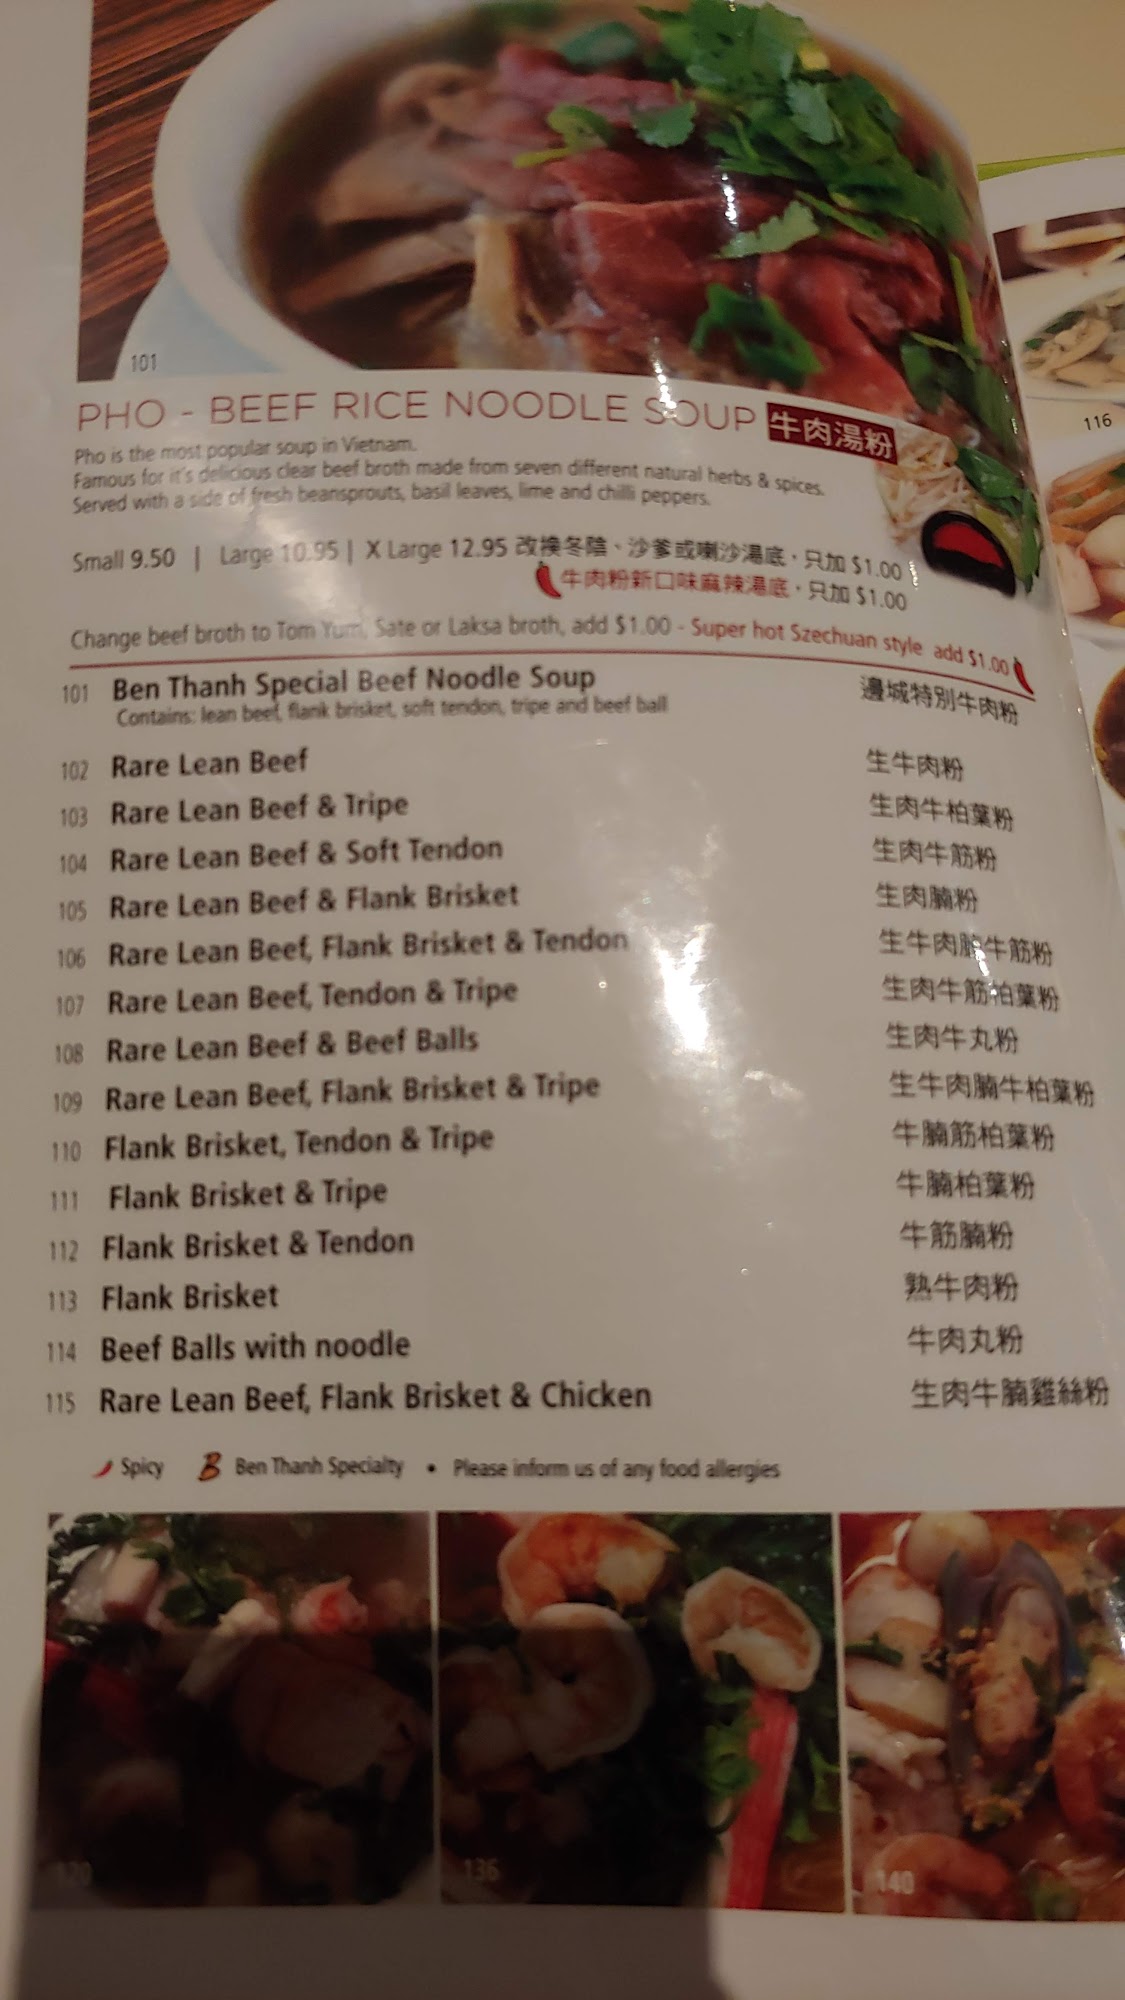 101
116
PHO - BEEF RICE NOODLE SOUP 牛肉湯粉
Pho is the most popular soup in Vietnam.
Famous for it's delicious clear beef broth made from seven different natural herbs & spices.
Served with a side of fresh beansprouts, basil leaves, lime and chilli peppers.
Small 9.50 | Large 10.95 | X Large 12.95 改換冬陰、沙爹或喇沙湯底，只加 $1.00
牛肉粉新口味麻辣湯底，只加 $1.00
Change beef broth to Tom Yum, Sate or Laksa broth, add $1.00 - Super hot Szechuan style add $1.00
101 Ben Thanh Special Beef Noodle Soup 邊城特別牛肉粉
Contains: lean beef, flank brisket, soft tendon, tripe and beef ball
102 Rare Lean Beef 生牛肉粉
103 Rare Lean Beef & Tripe 生肉牛柏葉粉
104 Rare Lean Beef & Soft Tendon 生肉牛筋粉
105 Rare Lean Beef & Flank Brisket 生肉腩粉
106 Rare Lean Beef, Flank Brisket & Tendon 生牛肉腩牛筋粉
107 Rare Lean Beef, Tendon & Tripe 生肉牛筋柏葉粉
108 Rare Lean Beef & Beef Balls 生肉牛丸粉
109 Rare Lean Beef, Flank Brisket & Tripe 生牛肉腩牛柏葉粉
110 Flank Brisket, Tendon & Tripe 牛腩筋柏葉粉
111 Flank Brisket & Tripe 牛腩柏葉粉
112 Flank Brisket & Tendon 牛筋腩粉
113 Flank Brisket 熟牛肉粉
114 Beef Balls with noodle 牛肉丸粉
115 Rare Lean Beef, Flank Brisket & Chicken 生肉牛腩雞絲粉
Spicy B Ben Thanh Specialty • Please inform us of any food allergies
120 136 140